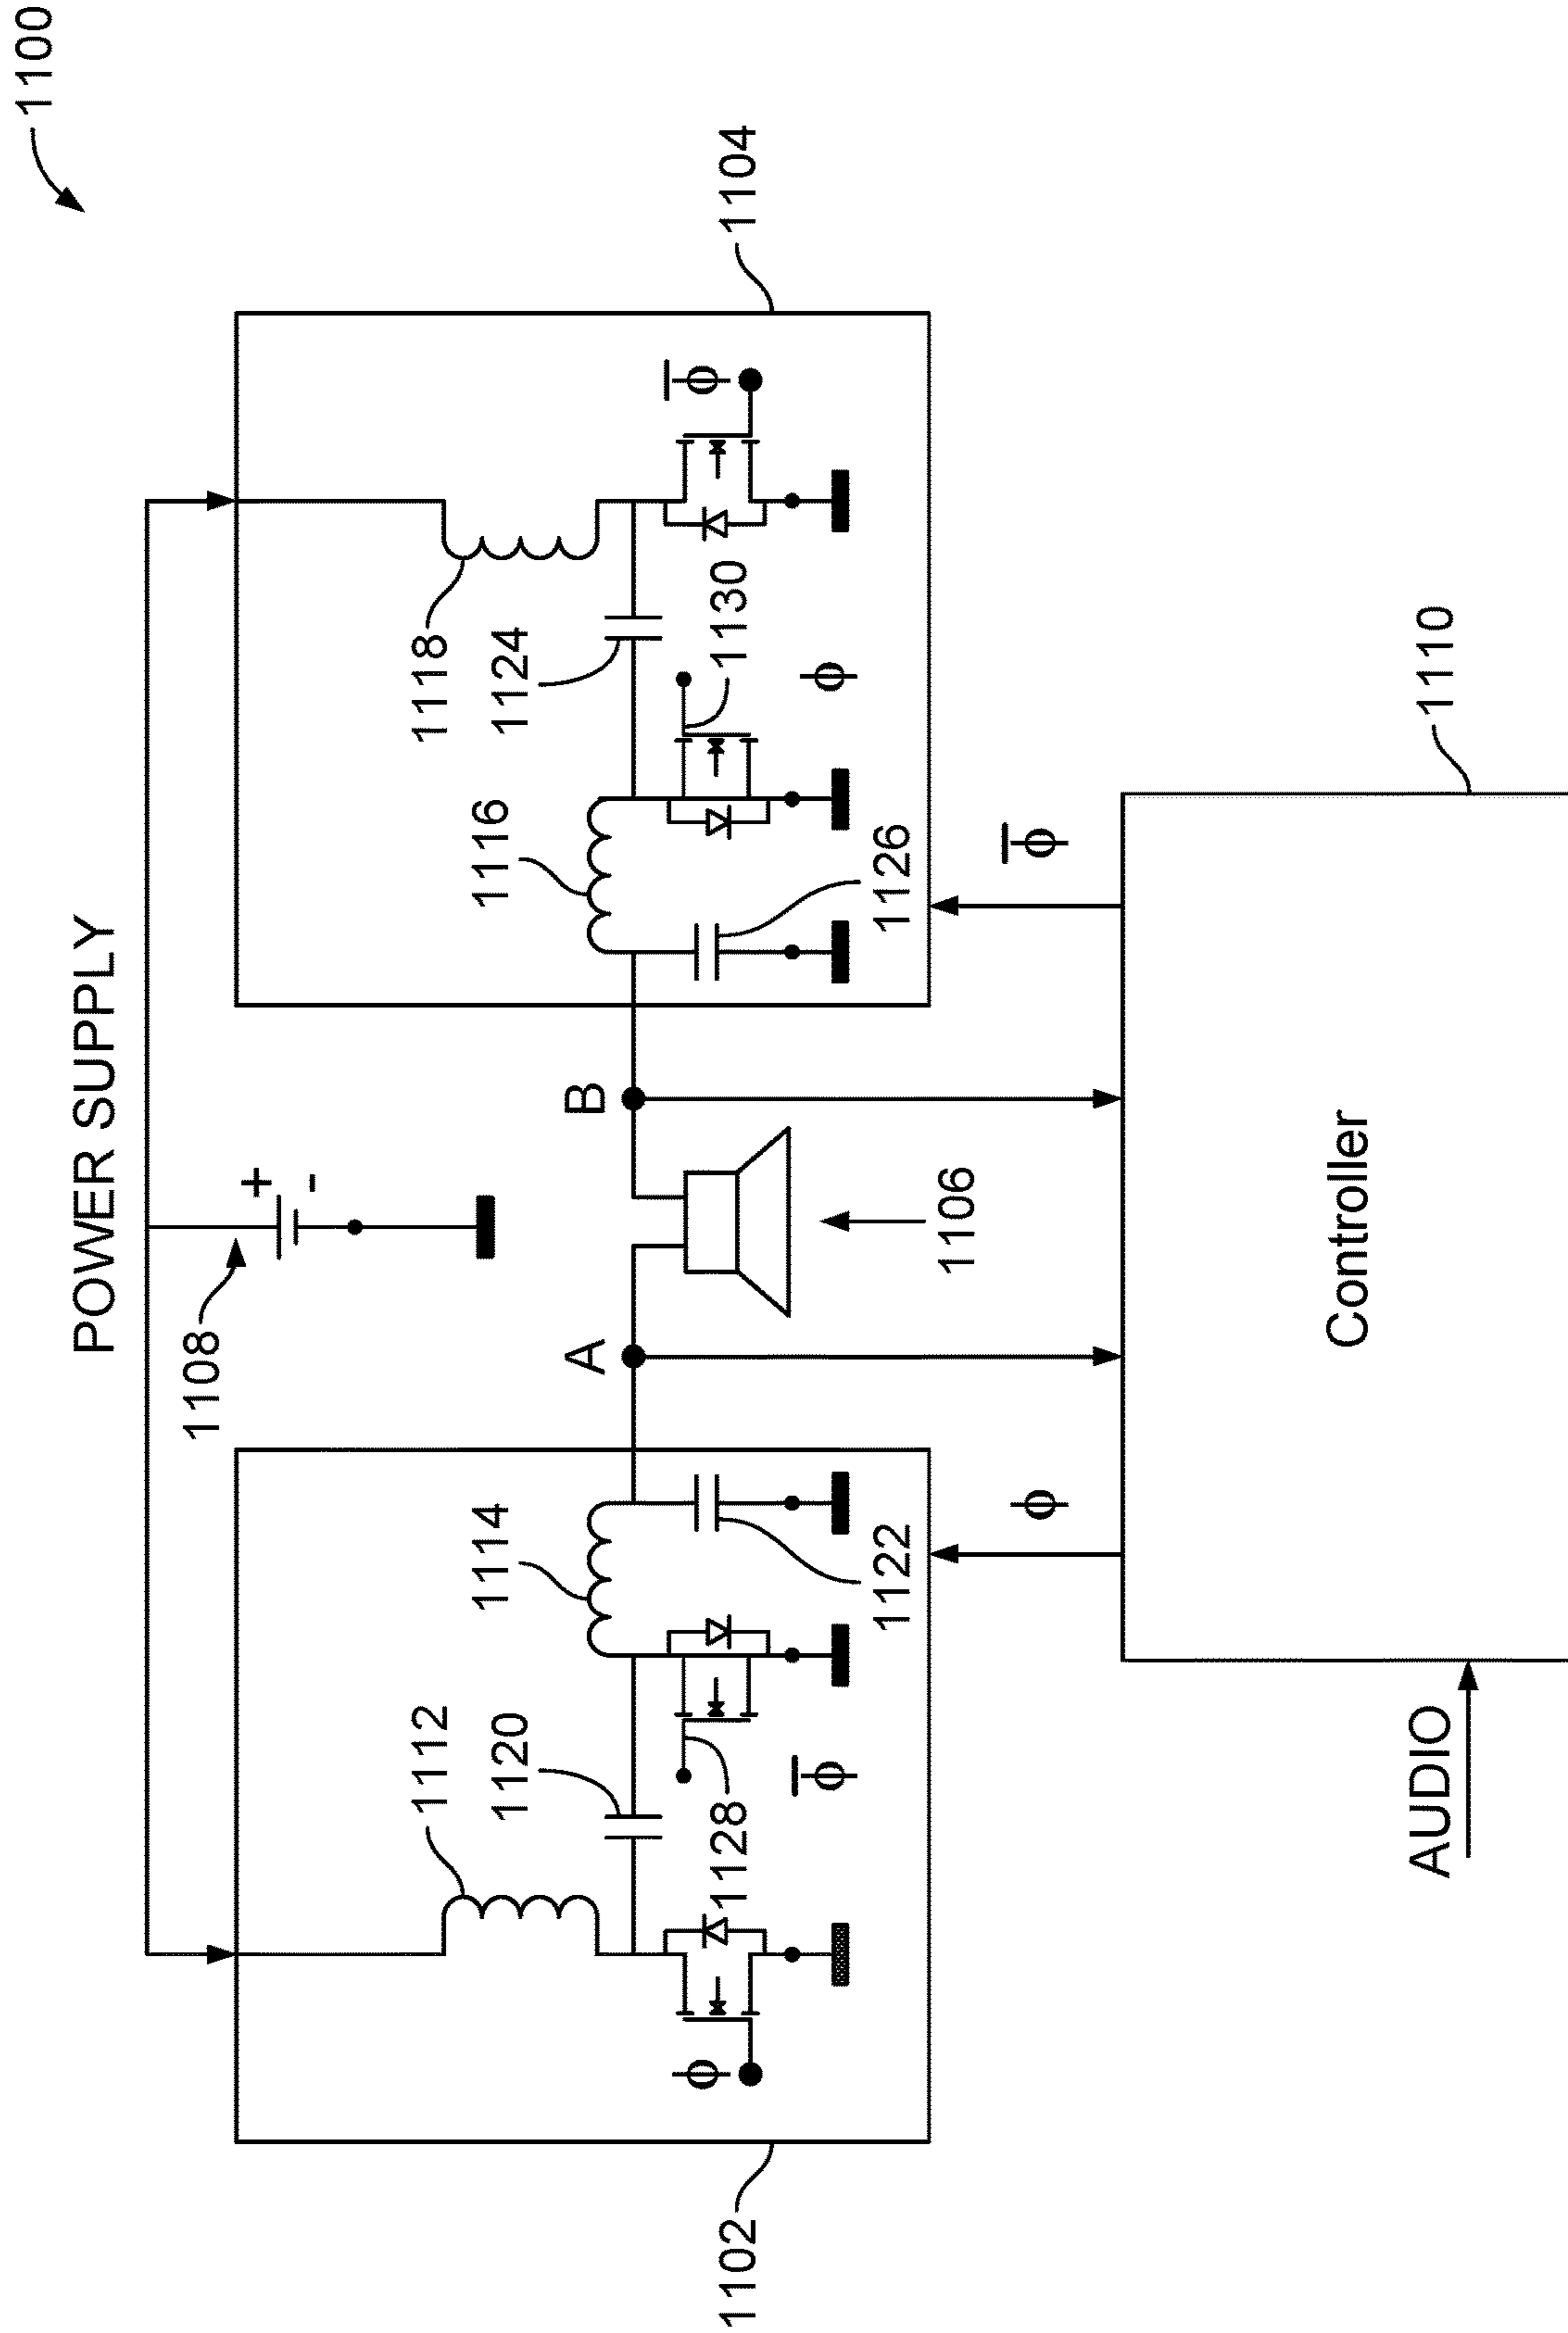 1100
POWER SUPPLY
1108
+
-
1102
1104
1112
1114
1120
1116
1118
1124
A
B
ϕ
1128
ϕ̅
1122
1106
1126
1130
ϕ
ϕ̅
ϕ
ϕ̅
AUDIO
Controller
1110